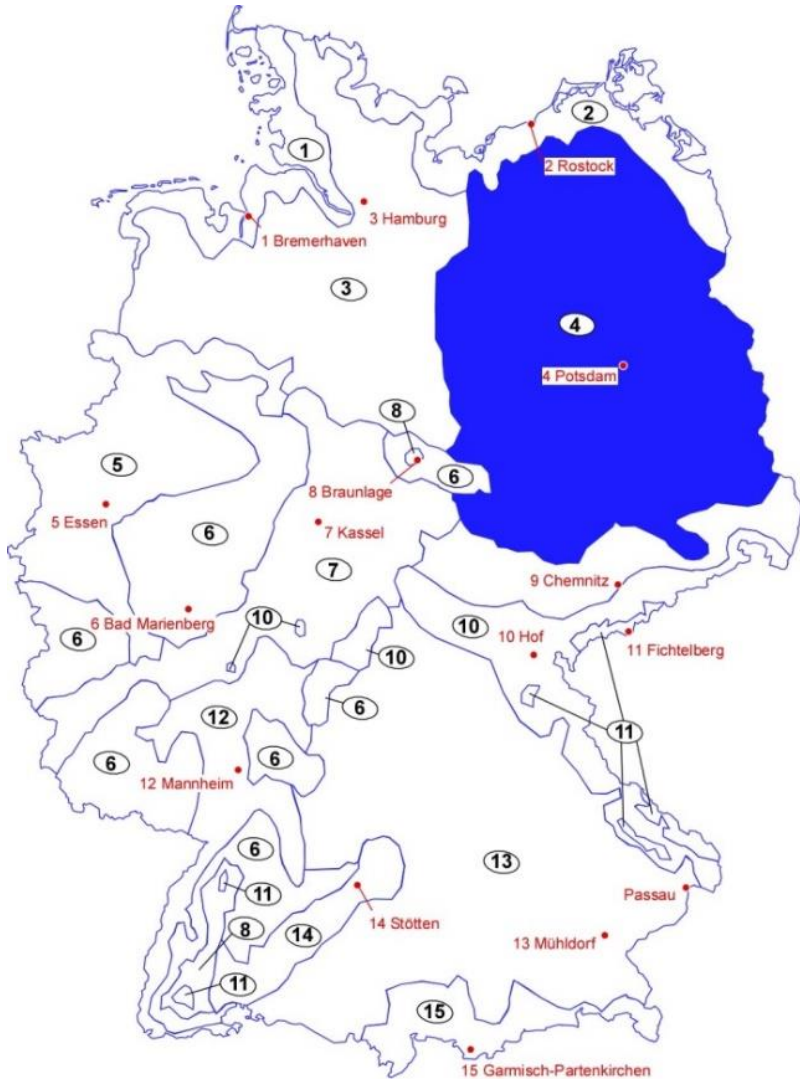 2
1
2 Rostock
3 Hamburg
1 Bremerhaven
3
4
4 Potsdam
8
5
6
8 Braunlage
5 Essen
6
7 Kassel
7
9 Chemnitz
6 Bad Marienberg
10
6
10
10 Hof
11 Fichtelberg
10
6
12
11
6
6
12 Mannheim
6
13
11
Passau
14 Stötten
8
14
13 Mühldorf
11
15
15 Garmisch-Partenkirchen